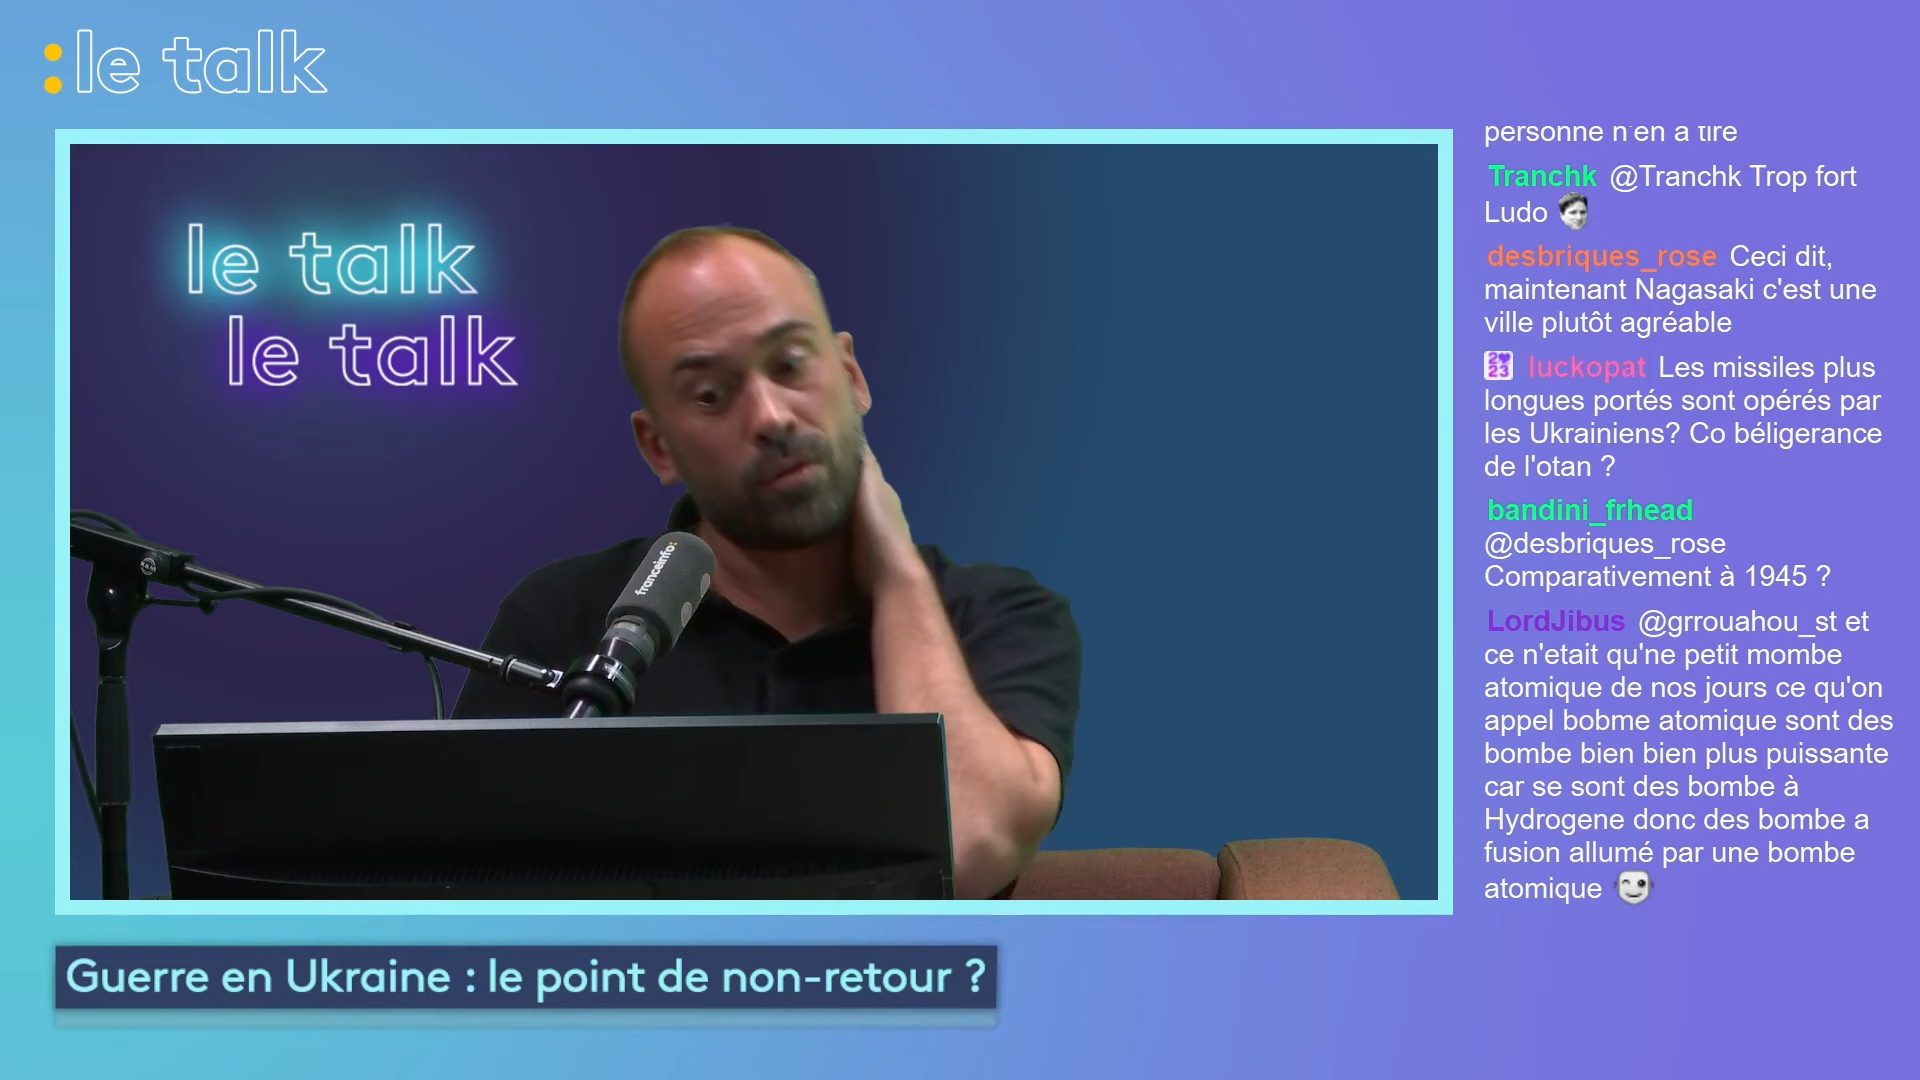 :le talk
le talk
le talk
franceinfo:
Guerre en Ukraine : le point de non-retour ?
personne n'en a tiré
Tranchk @Tranchk Trop fort
Ludo
desbriques_rose Ceci dit,
maintenant Nagasaki c'est une
ville plutôt agréable
luckopat Les missiles plus
longues portés sont opérés par
les Ukrainiens? Co béligerance
de l'otan ?
bandini_frhead
@desbriques_rose
Comparativement à 1945 ?
LordJibus @grrouahou_st et
ce n'etait qu'ne petit mombe
atomique de nos jours ce qu'on
appel bobme atomique sont des
bombe bien bien plus puissante
car se sont des bombe à
Hydrogene donc des bombe a
fusion allumé par une bombe
atomique